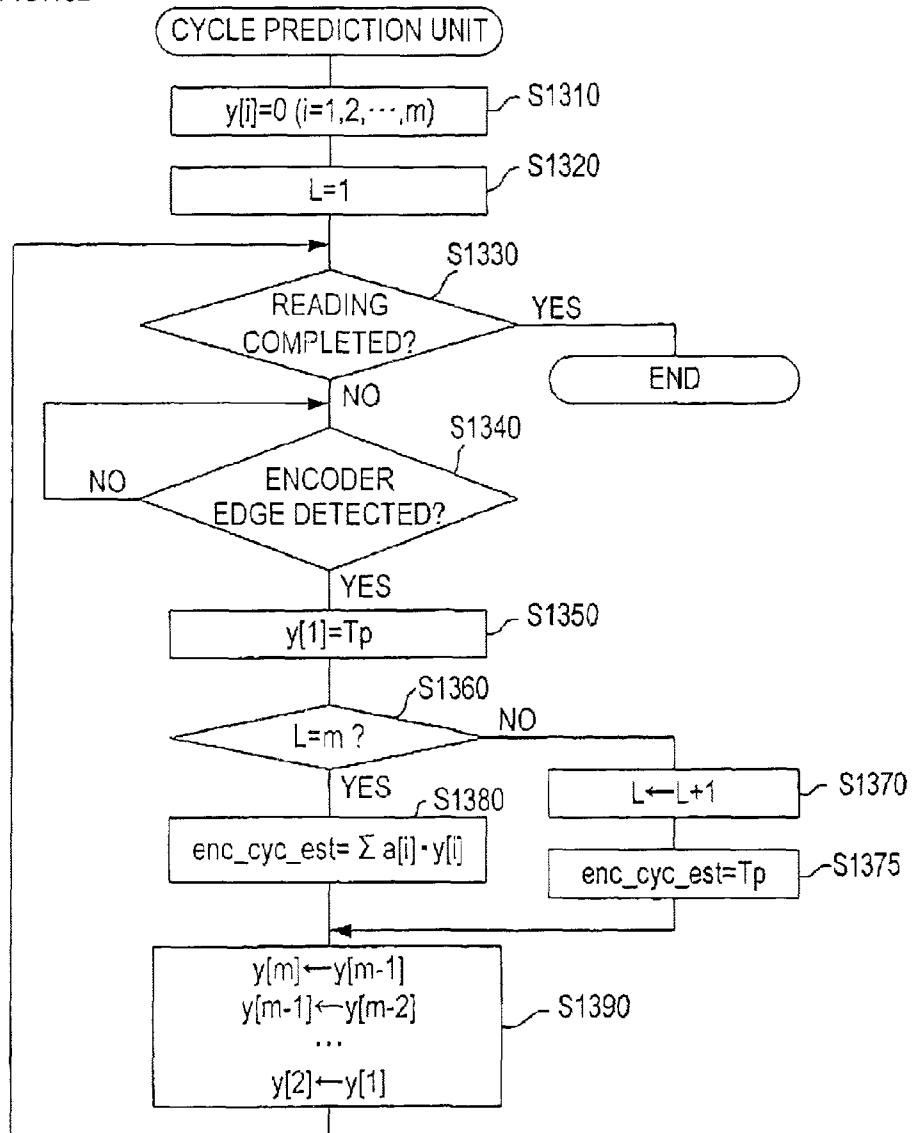 CYCLE PREDICTION UNIT
y[i]=0 (i=1,2,⋯,m)
S1310
L=1
S1320
S1330
READING
COMPLETED?
YES
END
NO
S1340
ENCODER
EDGE DETECTED?
NO
YES
y[1]=Tp
S1350
S1360
L=m ?
NO
YES
L←L+1
S1370
S1380
enc_cyc_est= Σ a[i]・y[i]
enc_cyc_est=Tp
S1375
y[m]←y[m-1]
y[m-1]←y[m-2]
⋯
y[2]←y[1]
S1390